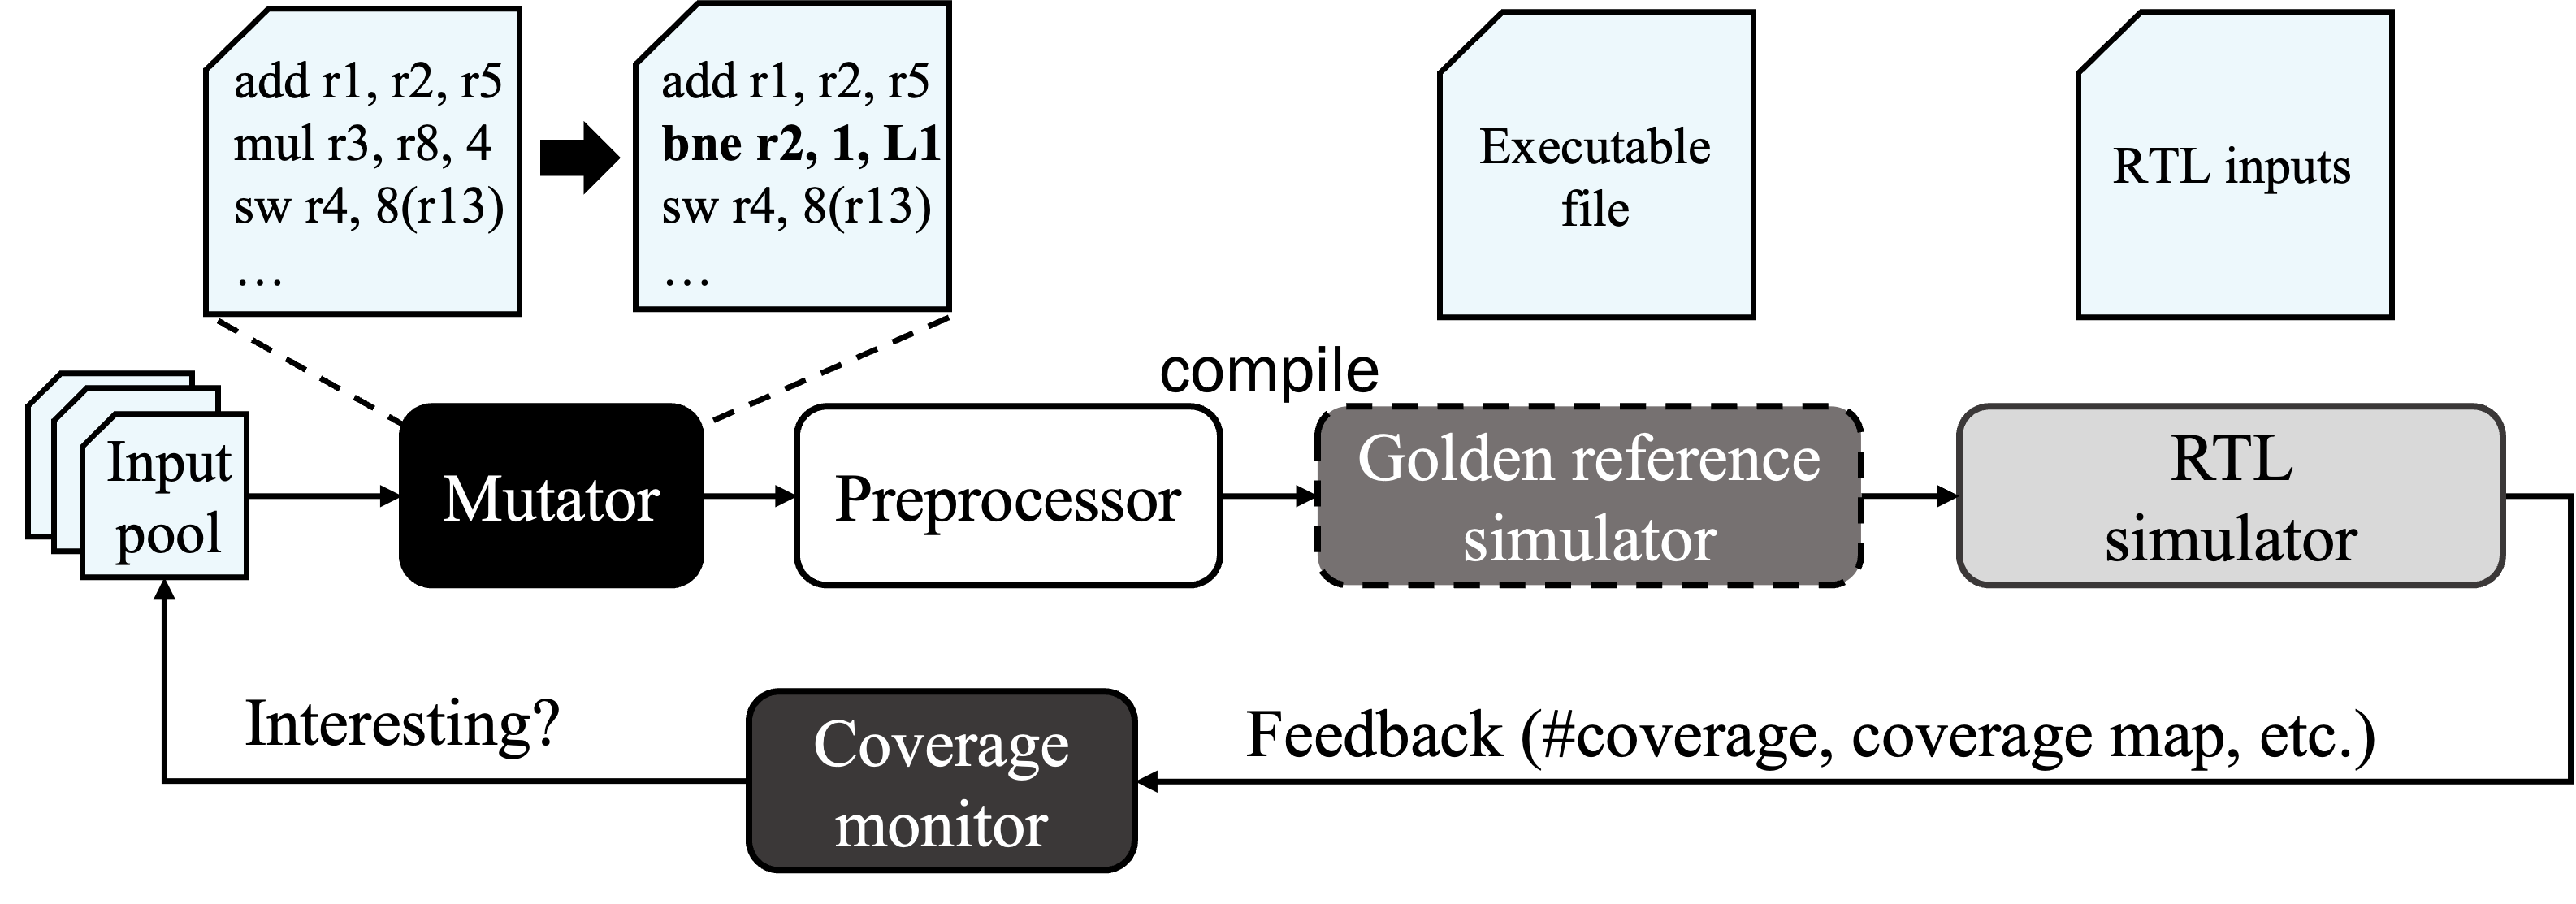 add r1, r2, r5
mul r3, r8, 4
sw r4, 8(r13)
…
add r1, r2, r5
bne r2, 1, L1
sw r4, 8(r13)
…
Executable
file
RTL inputs
compile
Input
pool
Mutator
Preprocessor
Golden reference
simulator
RTL
simulator
Interesting?
Coverage
monitor
Feedback (#coverage, coverage map, etc.)